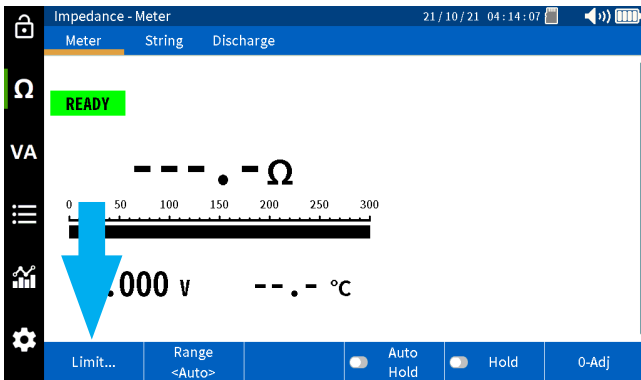 Impedance - Meter 21/10/21 04:14:07
Meter String Discharge
Ω
READY
VA
---.-Ω
0 50 100 150 200 250 300
.000 V --.- °C
Limit... Range <Auto> Auto Hold Hold 0-Adj